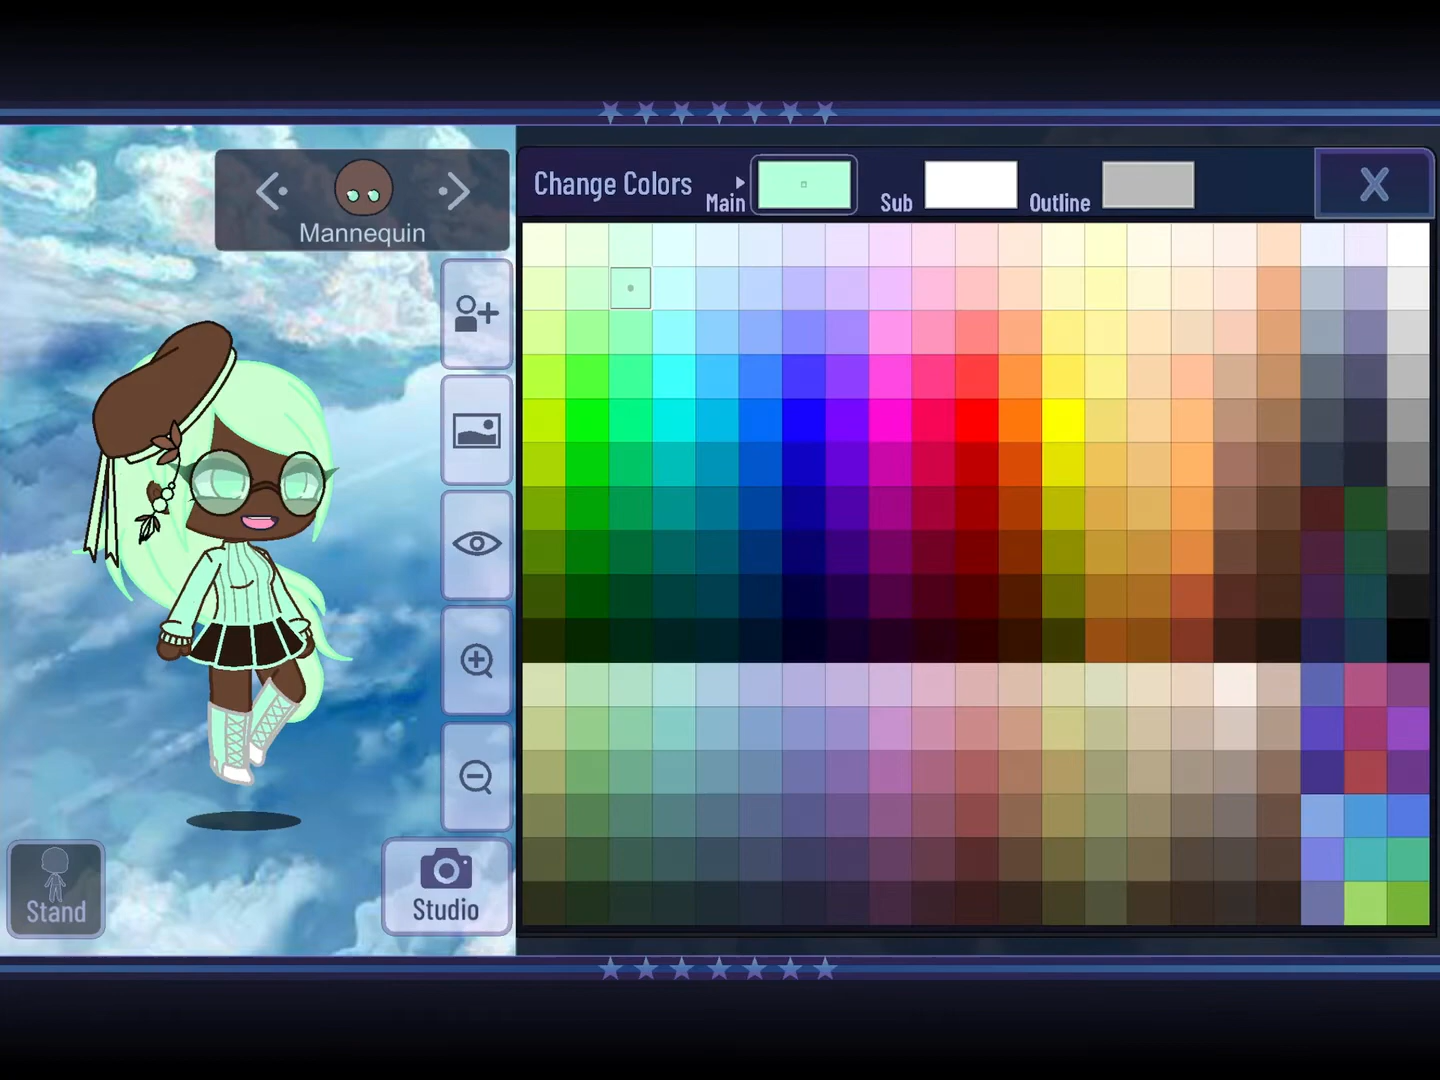 Mannequin
Change Colors
Main
Sub
Outline
X
Stand
Studio